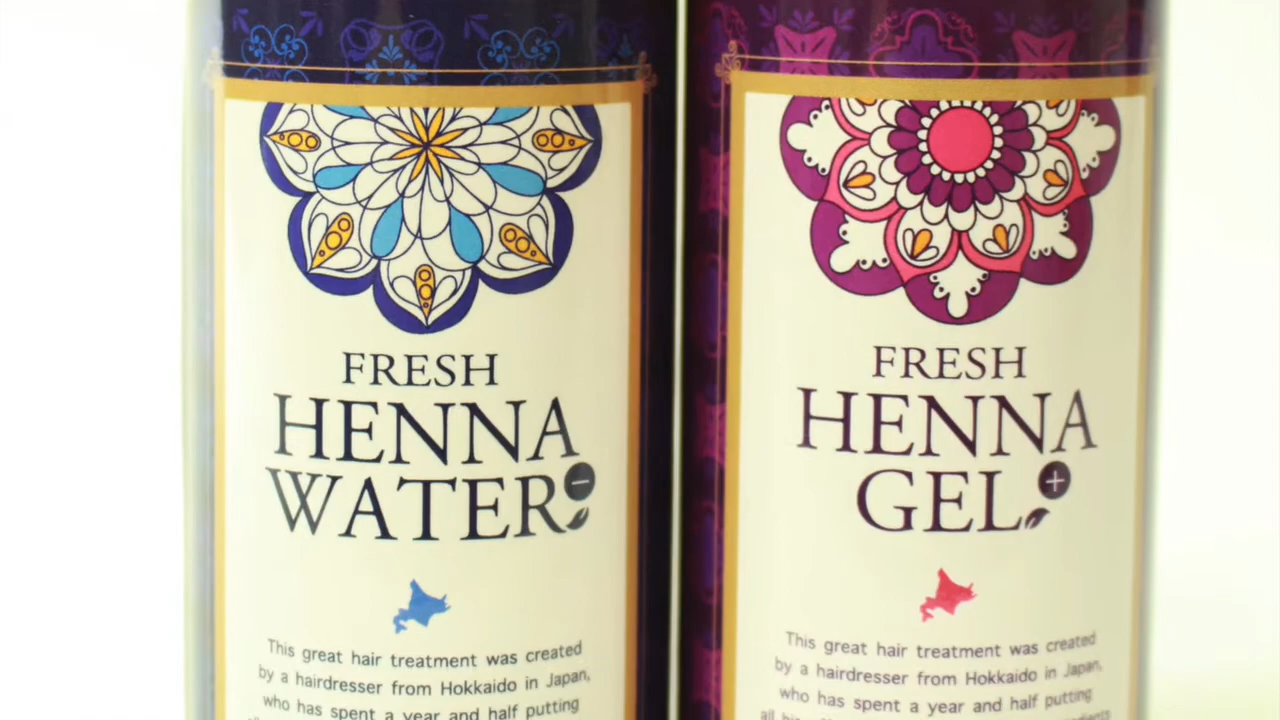 FRESH
HENNA
WATER
This great hair treatment was created
by a hairdresser from Hokkaido in Japan,
who has spent a year and half putting
FRESH
HENNA
GEL
This great hair treatment was created
by a hairdresser from Hokkaido in Japan,
who has spent a year and half putting